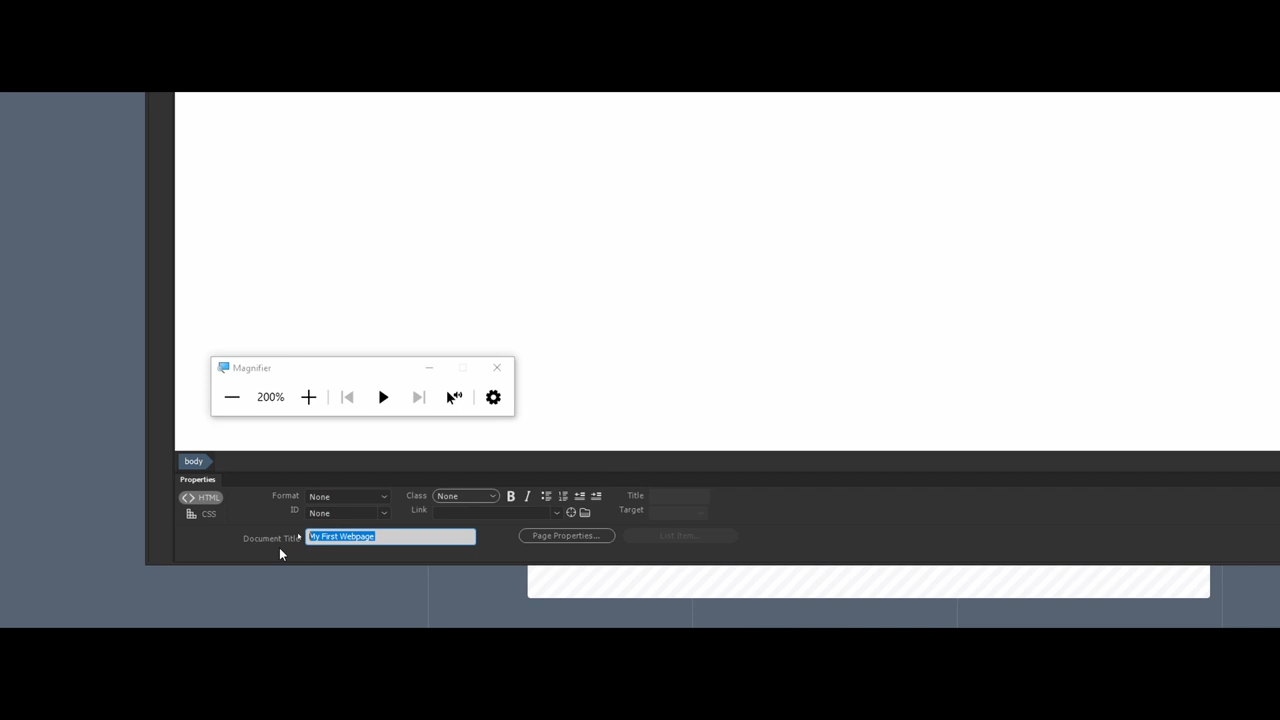 Magnifier
200%
body
Properties
HTML
Format None
Class None
B I
Title
CSS
ID None
Link
Target
Document Title My First Webpage
Page Properties...
List Item...